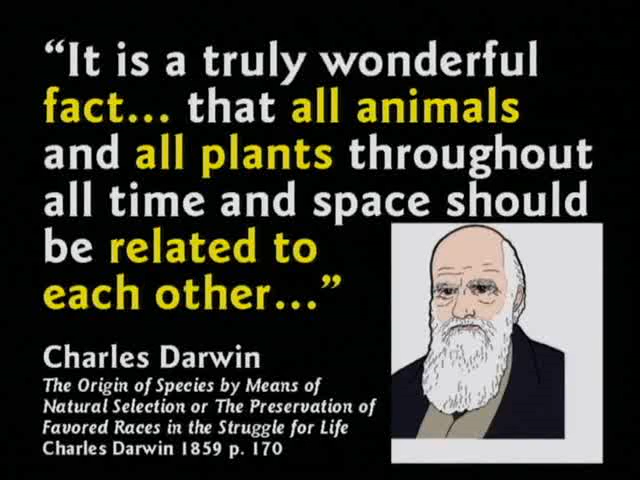 “It is a truly wonderful
fact... that all animals
and all plants throughout
all time and space should
be related to
each other...”
Charles Darwin
The Origin of Species by Means of
Natural Selection or The Preservation of
Favored Races in the Struggle for Life
Charles Darwin 1859 p. 170